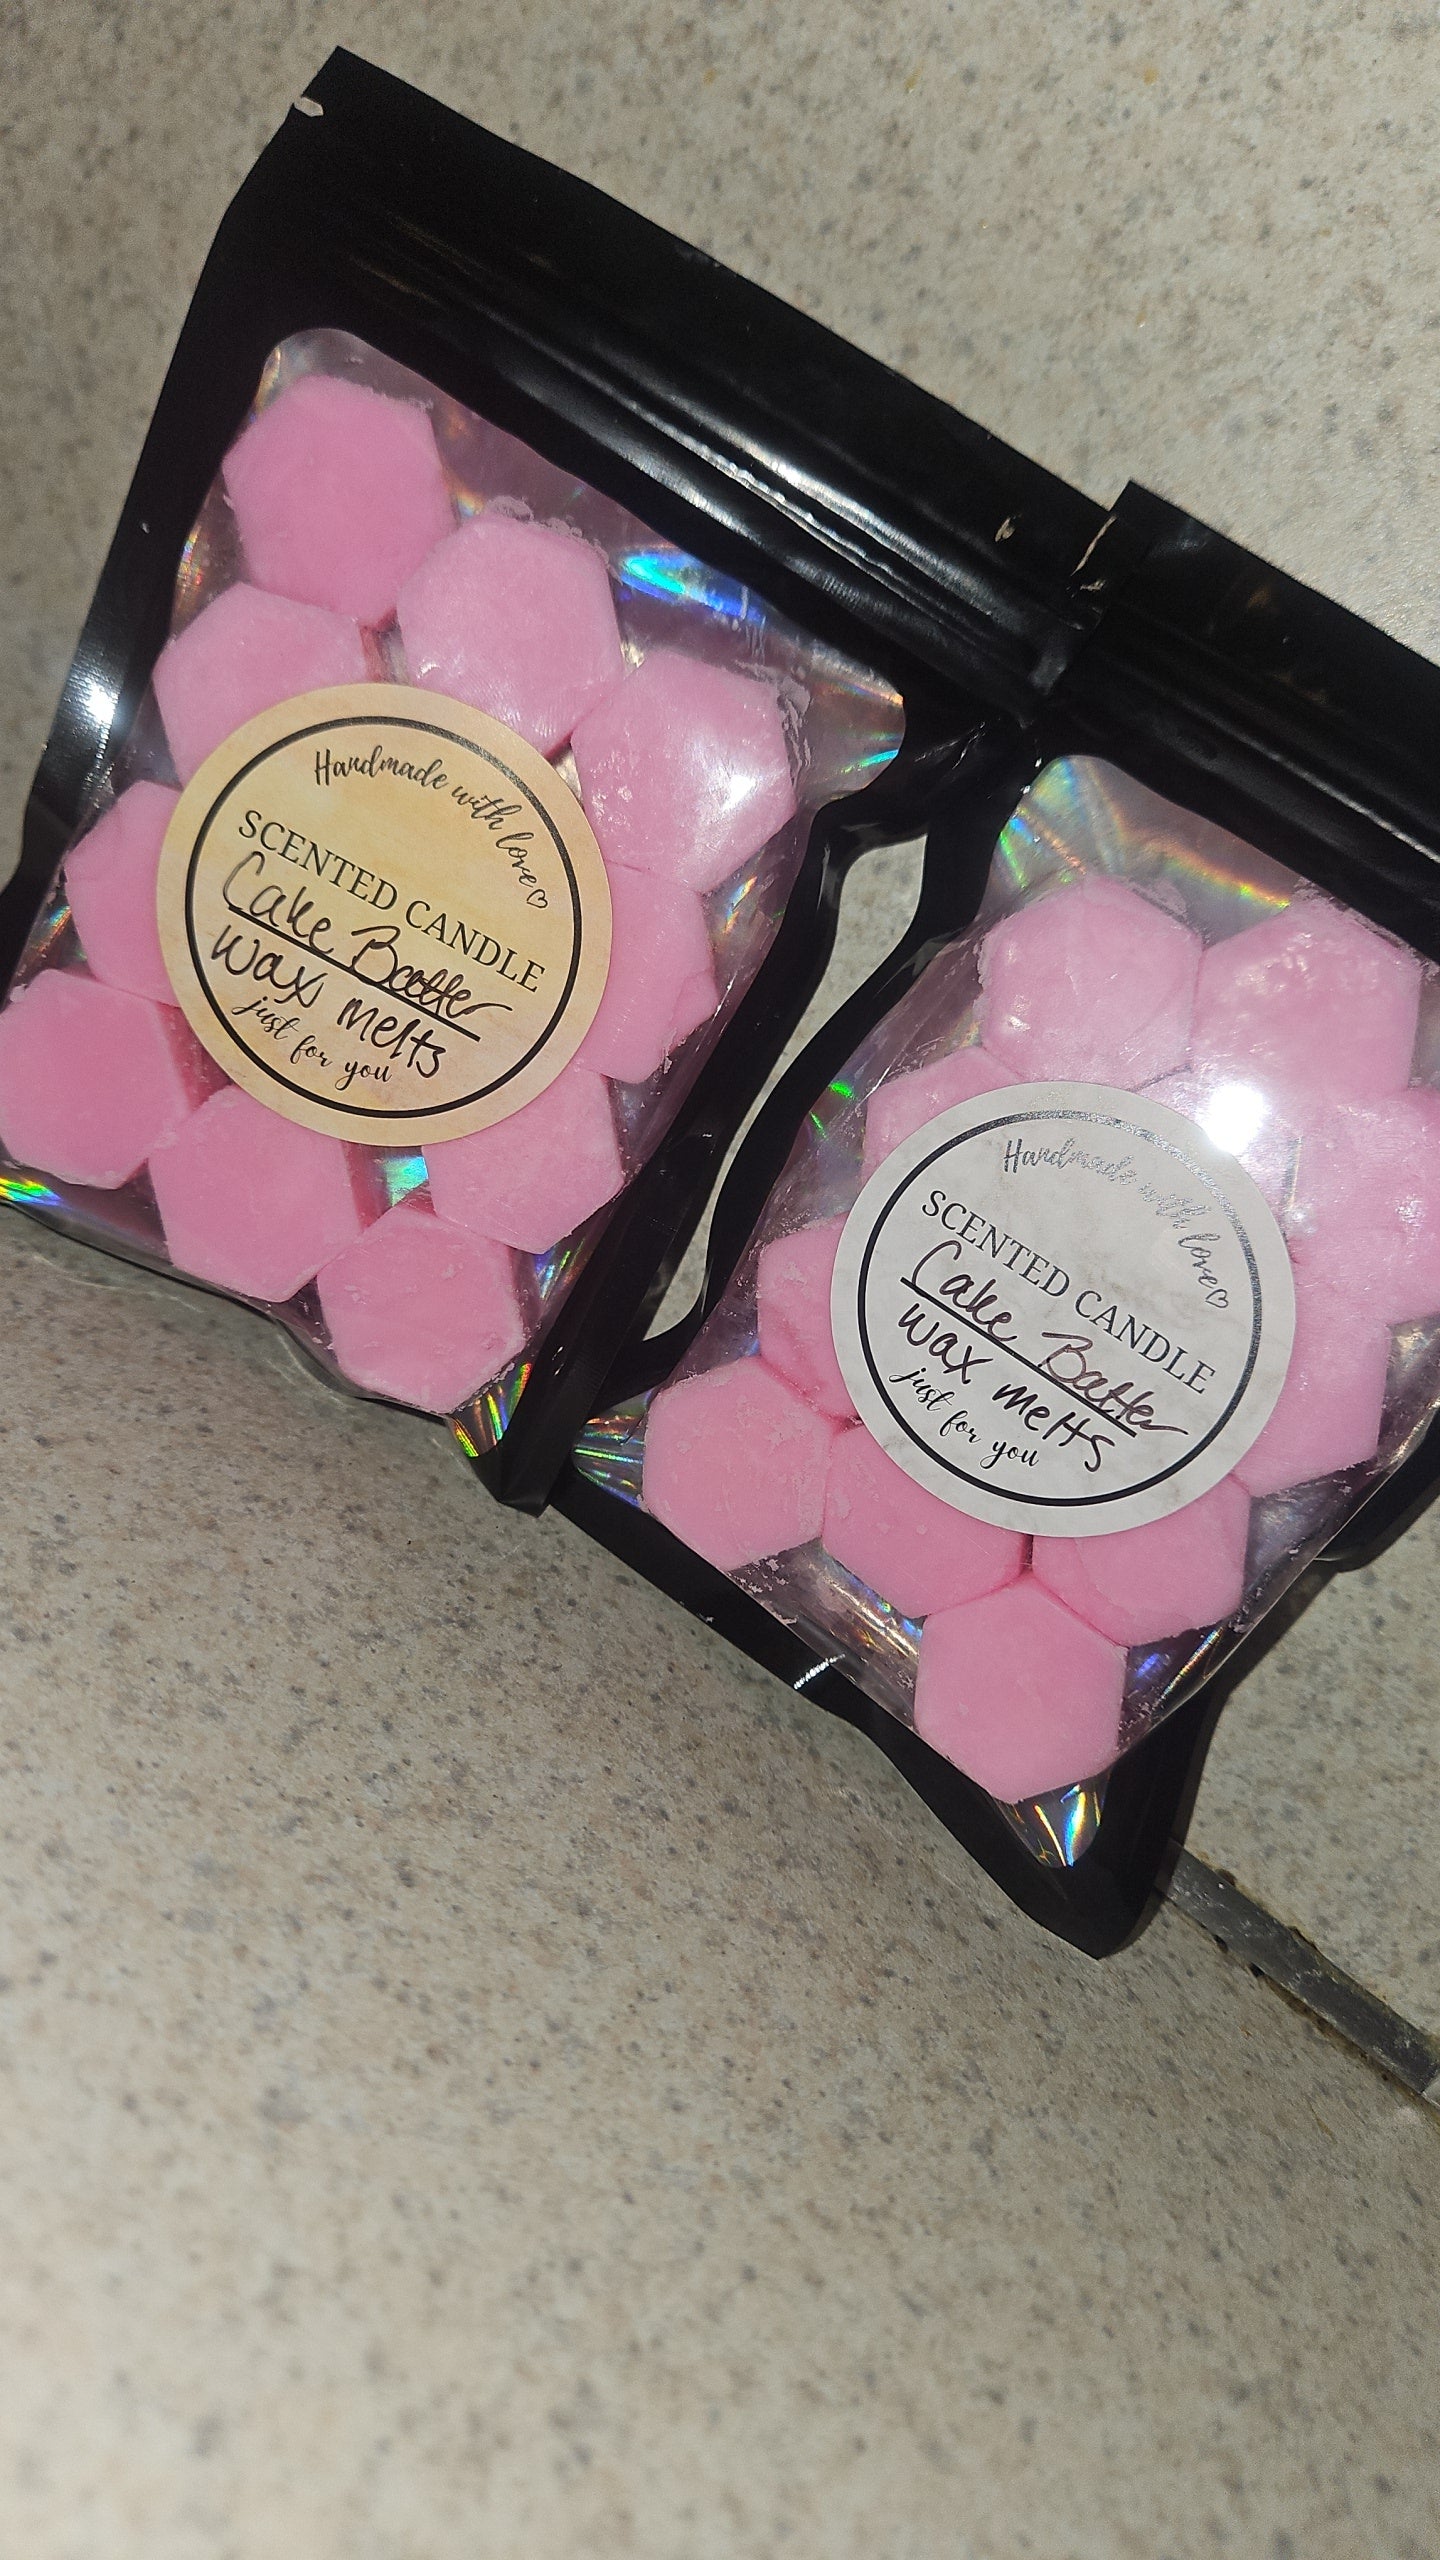 Handmade with love♡
SCENTED CANDLE
Cake Batter
wax melts
just for you
Handmade with love♡
SCENTED CANDLE
Cake Batter
wax melts
just for you